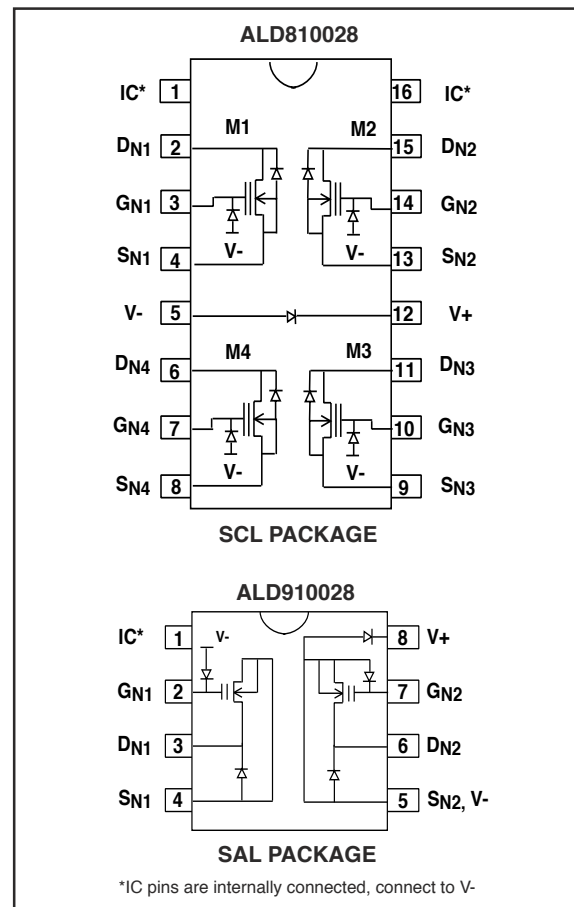 ALD810028
IC* 1 16 IC*
M1 M2
DN1 2 15 DN2
GN1 3 14 GN2
V- V-
SN1 4 13 SN2
V- 5 12 V+
M4 M3
DN4 6 11 DN3
GN4 7 10 GN3
V- V-
SN4 8 9 SN3
SCL PACKAGE
ALD910028
IC* 1 V- 8 V+
GN1 2 7 GN2
DN1 3 6 DN2
SN1 4 5 SN2, V-
SAL PACKAGE
*IC pins are internally connected, connect to V-